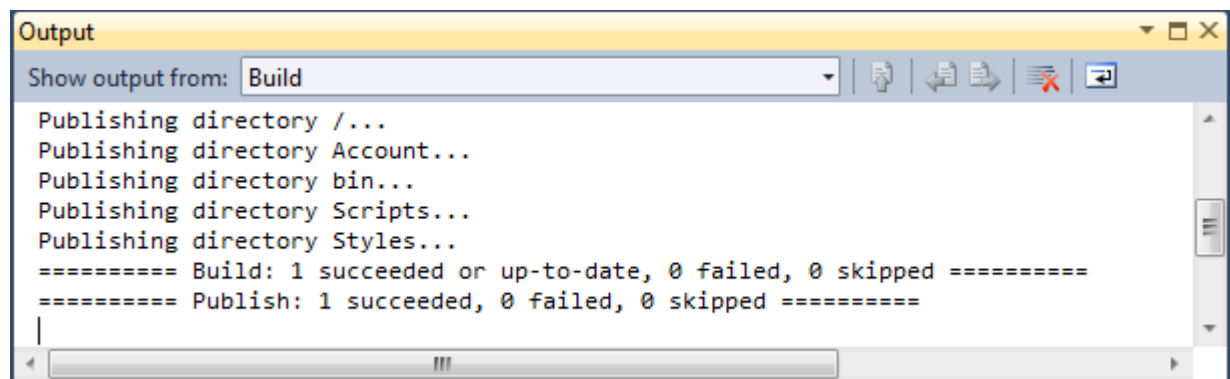 Output
Show output from: Build
Publishing directory /...
Publishing directory Account...
Publishing directory bin...
Publishing directory Scripts...
Publishing directory Styles...
========== Build: 1 succeeded or up-to-date, 0 failed, 0 skipped ==========
========== Publish: 1 succeeded, 0 failed, 0 skipped ==========